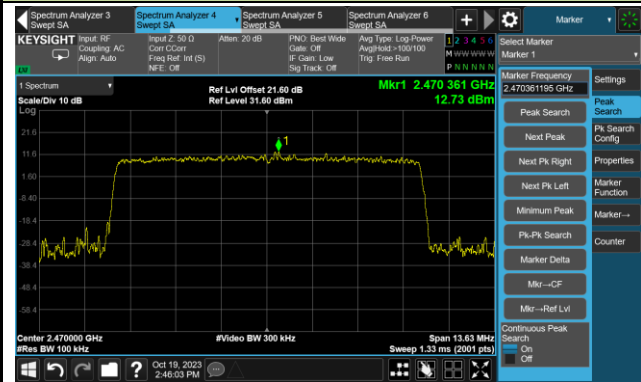 Spectrum Analyzer 3
Swept SA
Spectrum Analyzer 4
Swept SA
Spectrum Analyzer 5
Swept SA
Spectrum Analyzer 6
Swept SA
+
Marker
KEYSIGHT
Input: RF
Coupling: AC
Align: Auto
Input Z: 50 Ω
Corr CCorr
Freq Ref: Int (S)
NFE: Off
Atten: 20 dB
PNO: Best Wide
Gate: Off
IF Gain: Low
Sig Track: Off
Avg Type: Log-Power
Avg|Hold:>100/100
Trig: Free Run
1 2 3 4 5 6
M W W W W W
P N N N N N
LXI
Select Marker
Marker 1
1 Spectrum
Scale/Div 10 dB
Log
Ref Lvl Offset 21.60 dB
Ref Level 31.60 dBm
Mkr1 2.470 361 GHz
12.73 dBm
21.6
11.6
1.60
-8.40
-18.4
-28.4
-38.4
-48.4
-58.4
1
Center 2.470000 GHz
#Res BW 100 kHz
#Video BW 300 kHz
Span 13.63 MHz
Sweep 1.33 ms (2001 pts)
Marker Frequency
2.470361195 GHz
Peak Search
Next Peak
Next Pk Right
Next Pk Left
Minimum Peak
Pk-Pk Search
Marker Delta
Mkr→CF
Mkr→Ref Lvl
Continuous Peak
Search
On
Off
Settings
Peak
Search
Pk Search
Config
Properties
Marker
Function
Marker→
Counter
?
Oct 19, 2023
2:46:03 PM